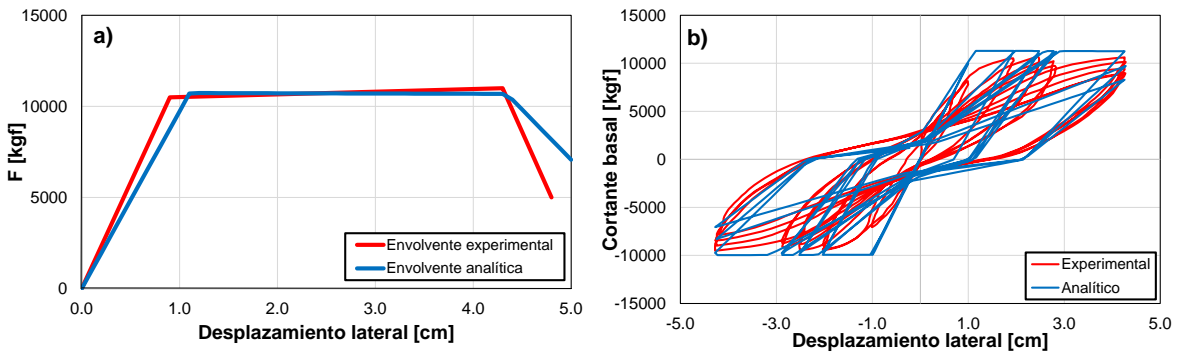 a)
F [kgf]
15000
10000
5000
0
0.0 1.0 2.0 3.0 4.0 5.0
Desplazamiento lateral [cm]
Envolvente experimental
Envolvente analítica
b)
Cortante basal [kgf]
15000
10000
5000
0
-5000
-10000
-15000
-5.0 -3.0 -1.0 1.0 3.0 5.0
Desplazamiento lateral [cm]
Experimental
Analítico